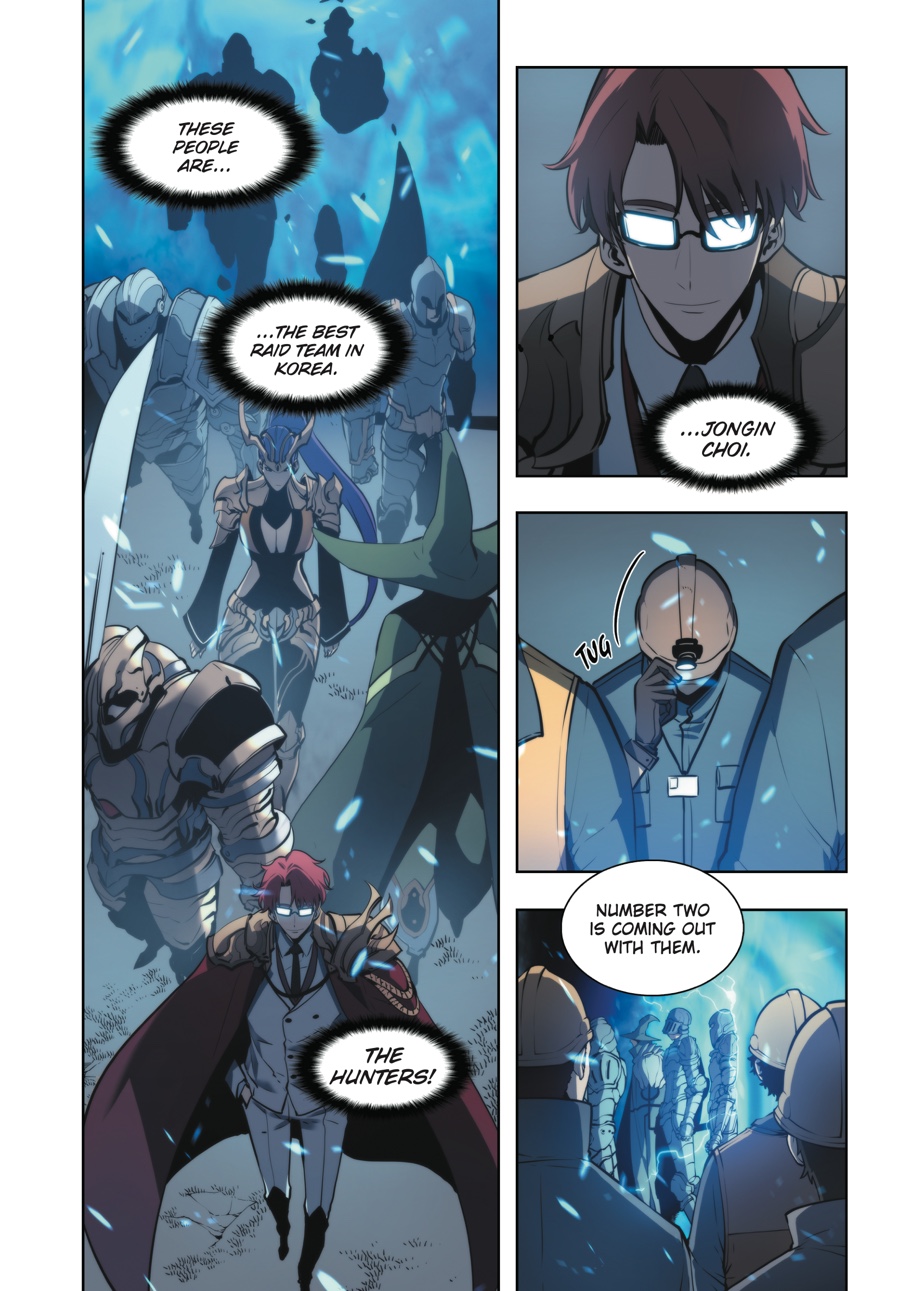 THESE
PEOPLE
ARE...
...THE BEST
RAID TEAM IN
KOREA.
THE
HUNTERS!
...JONGIN
CHOI.
TUG
NUMBER TWO
IS COMING OUT
WITH THEM.